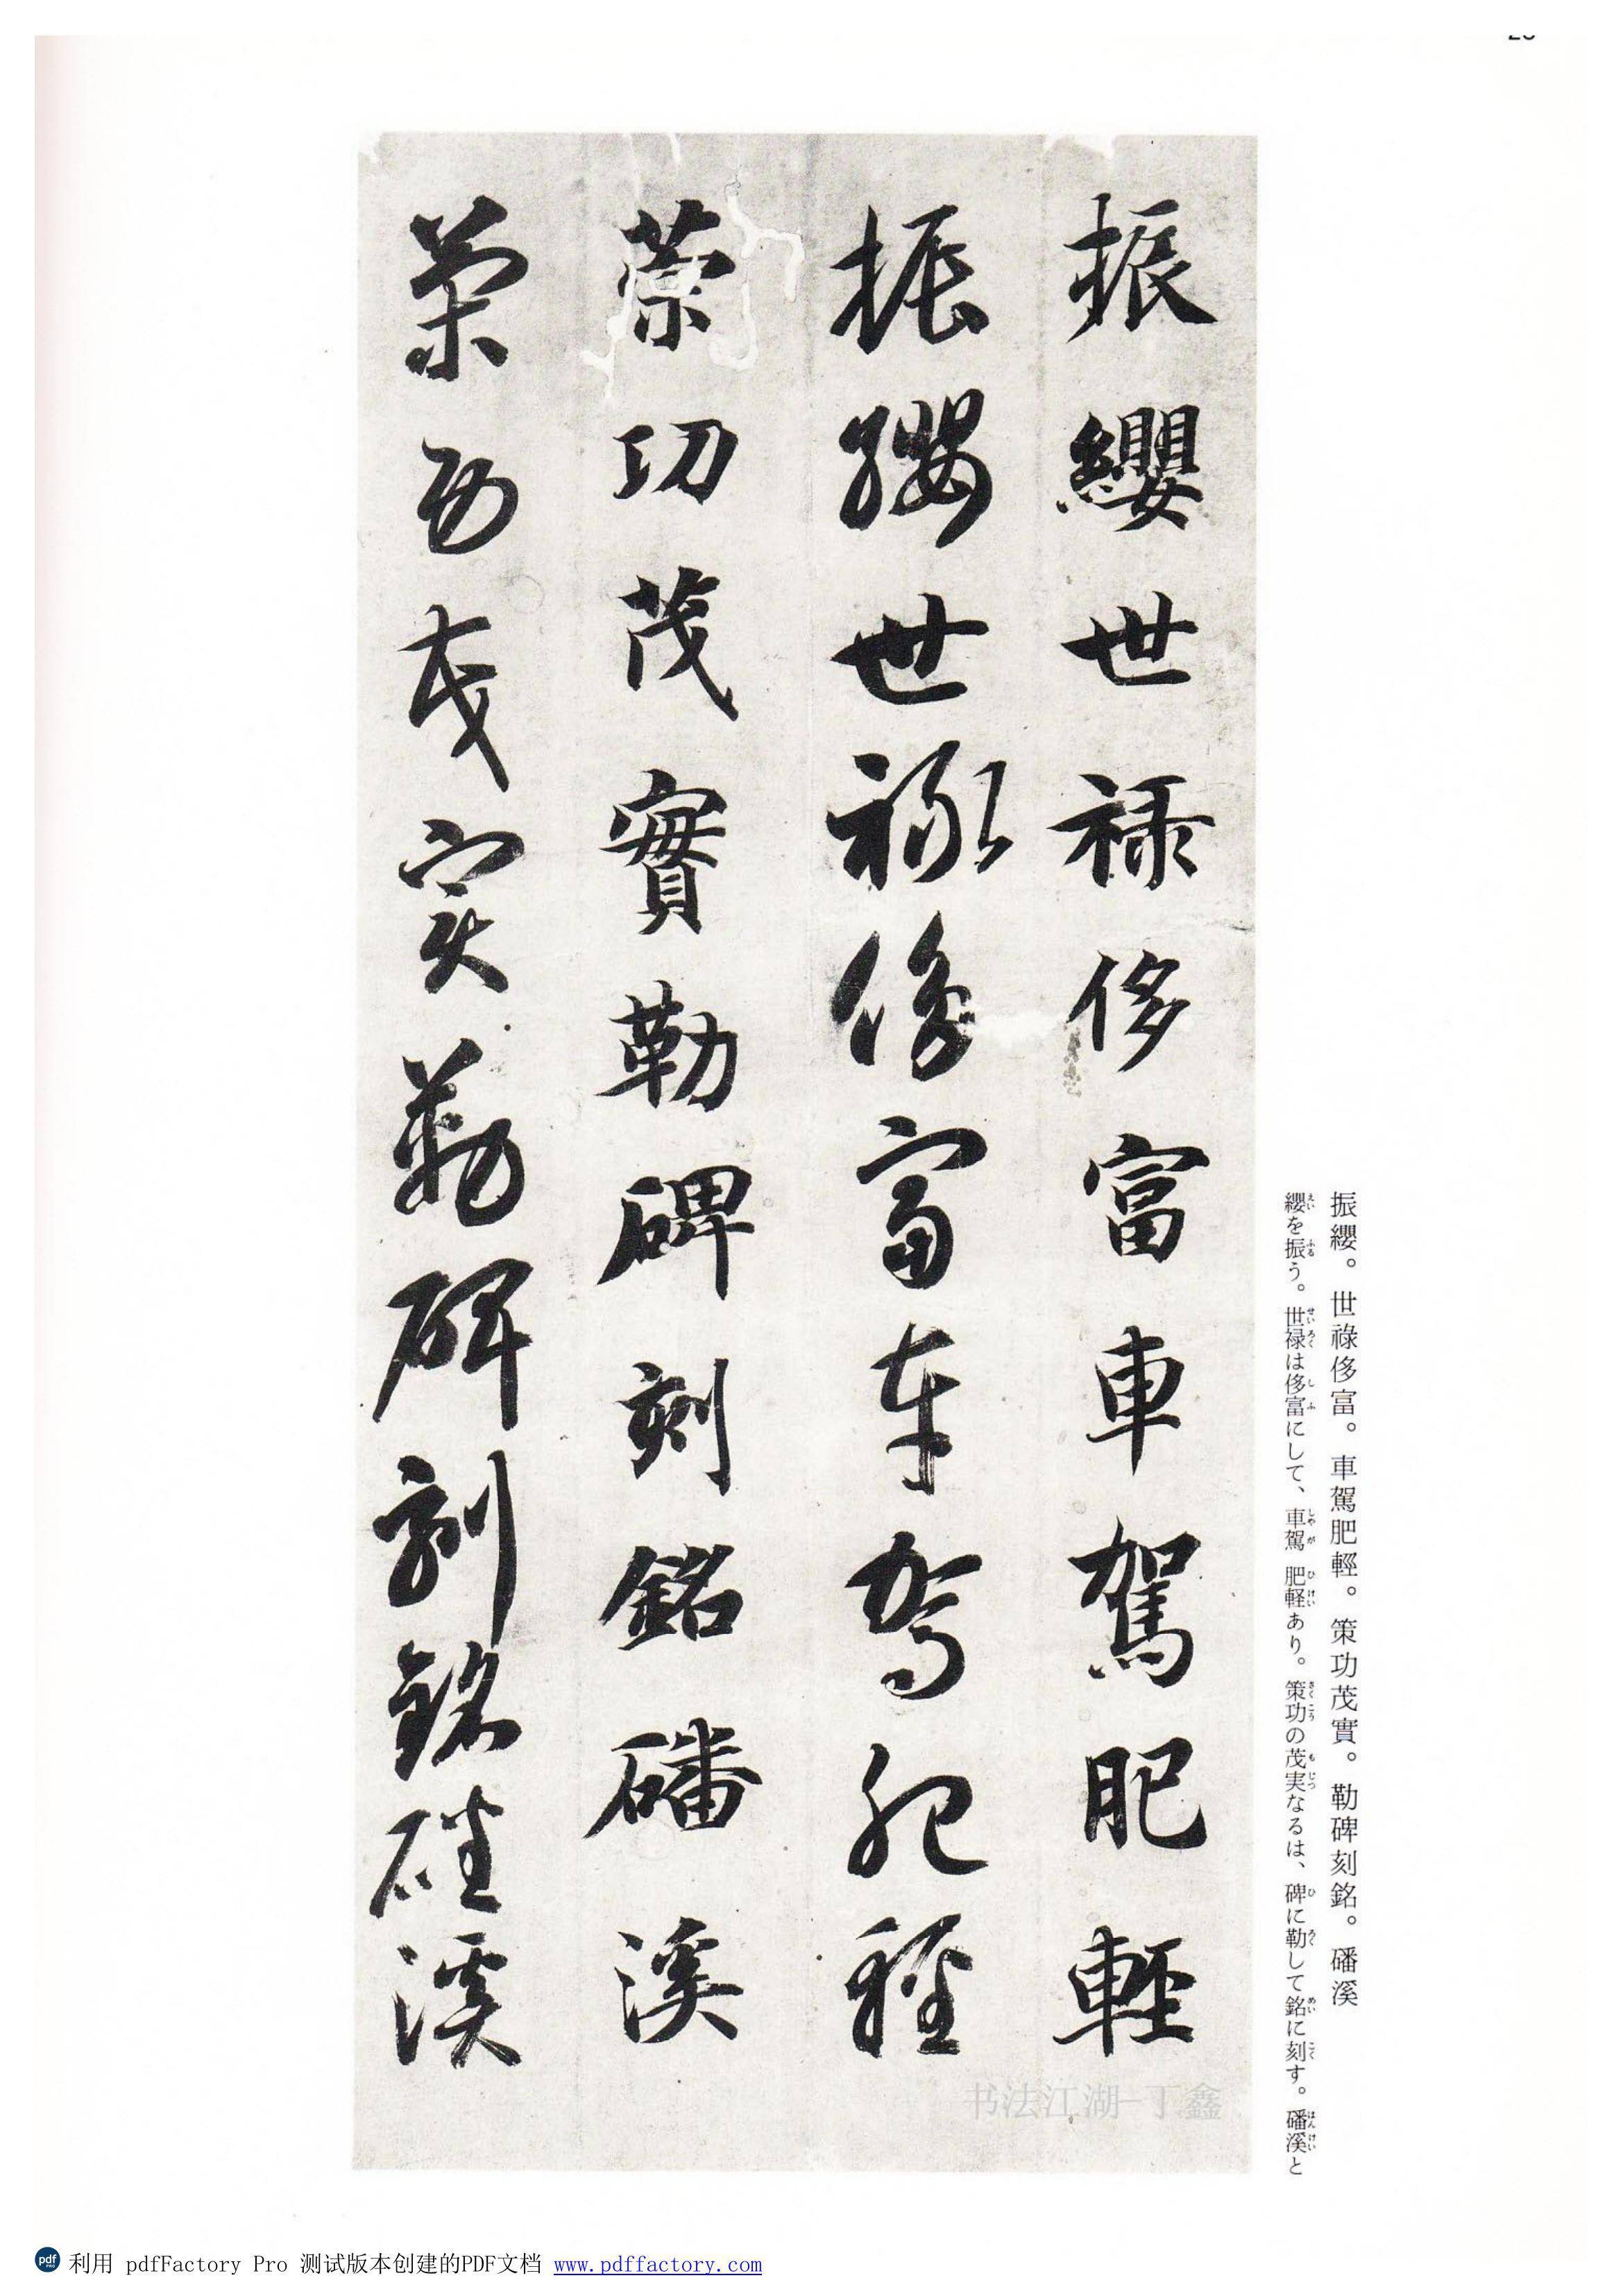 振纓。世祿侈富。車駕肥輕。策功茂實。勒碑刻銘。磻溪
纓を振う。世禄は侈富にして、車駕 肥軽あり。策功の茂実なるは、碑に勒して銘に刻す。磻溪と
振纓世禄侈富車駕肥輕
振纓世禄侈富車駕肥輕
策功茂實勒碑刻銘磻溪
策功茂實勒碑刻銘磻溪
书法江湖-丁鑫
利用 pdfFactory Pro 测试版本创建的PDF文档 www.pdffactory.com